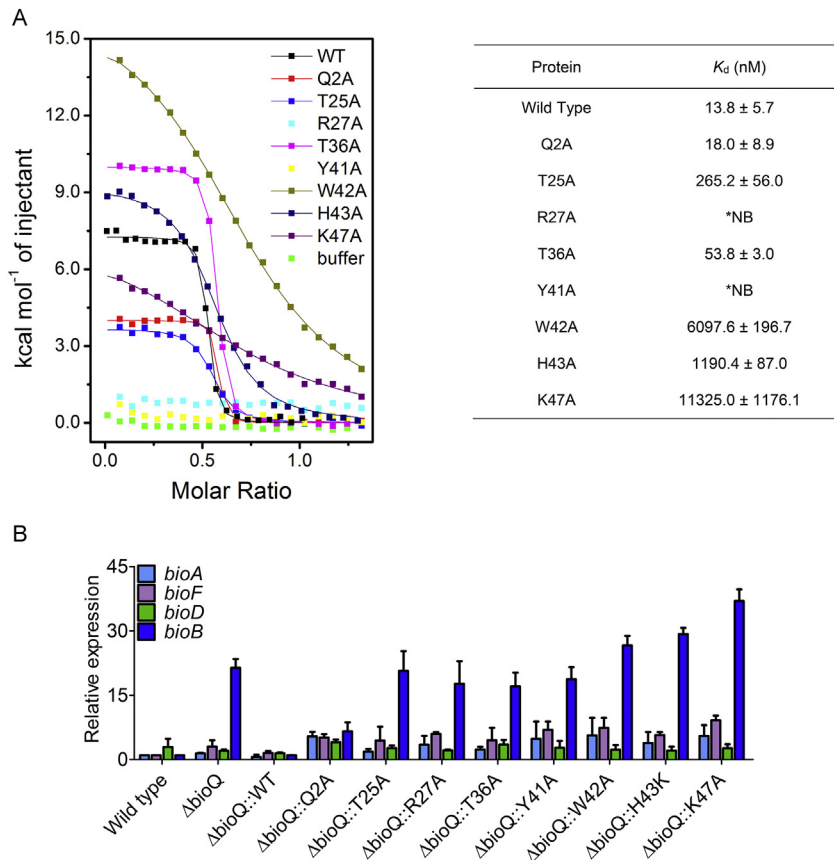 A
15.0
12.0
9.0
6.0
3.0
0.0
kcal mol⁻¹ of injectant
0.0 0.5 1.0
Molar Ratio
WT
Q2A
T25A
R27A
T36A
Y41A
W42A
H43A
K47A
buffer
Protein K_d (nM)
Wild Type 13.8 ± 5.7
Q2A 18.0 ± 8.9
T25A 265.2 ± 56.0
R27A *NB
T36A 53.8 ± 3.0
Y41A *NB
W42A 6097.6 ± 196.7
H43A 1190.4 ± 87.0
K47A 11325.0 ± 1176.1
B
45
30
15
0
Relative expression
bioA
bioF
bioD
bioB
Wild type
ΔbioQ
ΔbioQ::WT
ΔbioQ::Q2A
ΔbioQ::T25A
ΔbioQ::R27A
ΔbioQ::T36A
ΔbioQ::Y41A
ΔbioQ::W42A
ΔbioQ::H43K
ΔbioQ::K47A